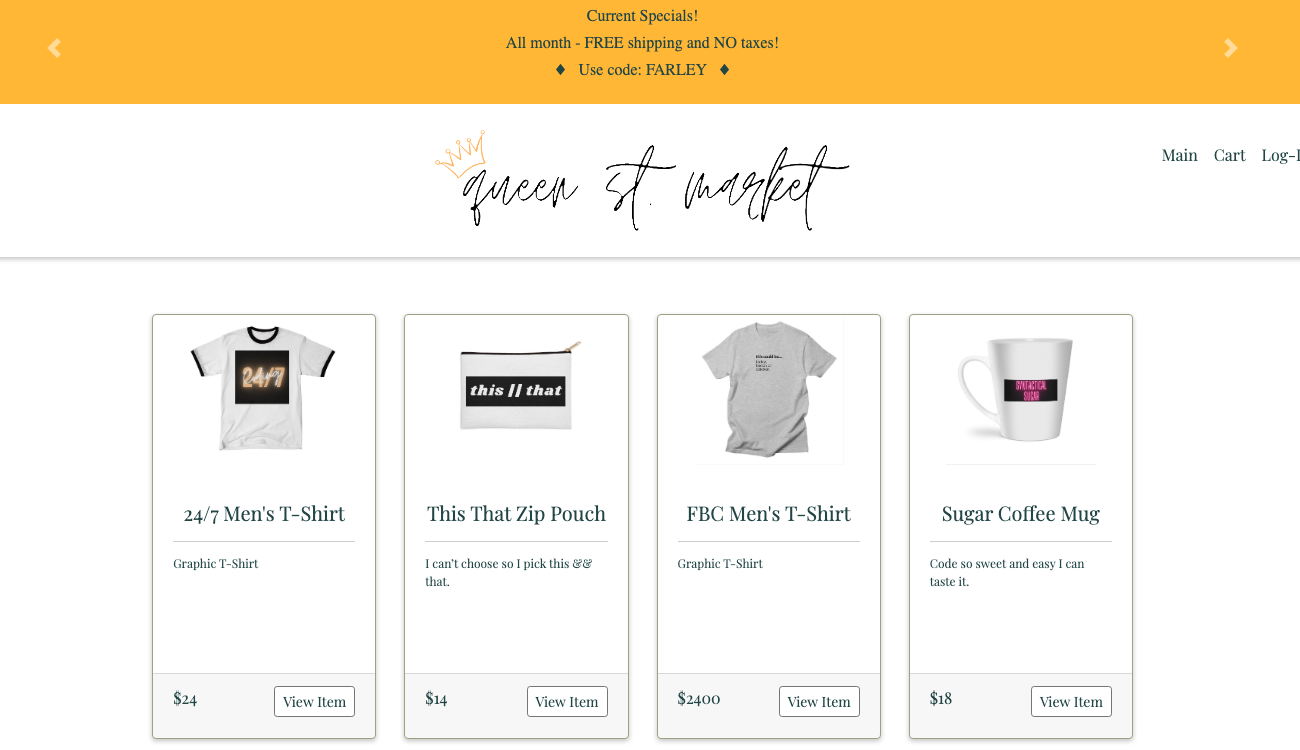 Current Specials!
All month - FREE shipping and NO taxes!
♦ Use code: FARLEY ♦
queen st. market
Main Cart Log-I
24/7
this || that
SYNTACTICAL
SUGAR
24/7 Men's T-Shirt
This That Zip Pouch
FBC Men's T-Shirt
Sugar Coffee Mug
Graphic T-Shirt
I can't choose so I pick this &&
that.
Graphic T-Shirt
Code so sweet and easy I can
taste it.
$24 View Item
$14 View Item
$2400 View Item
$18 View Item